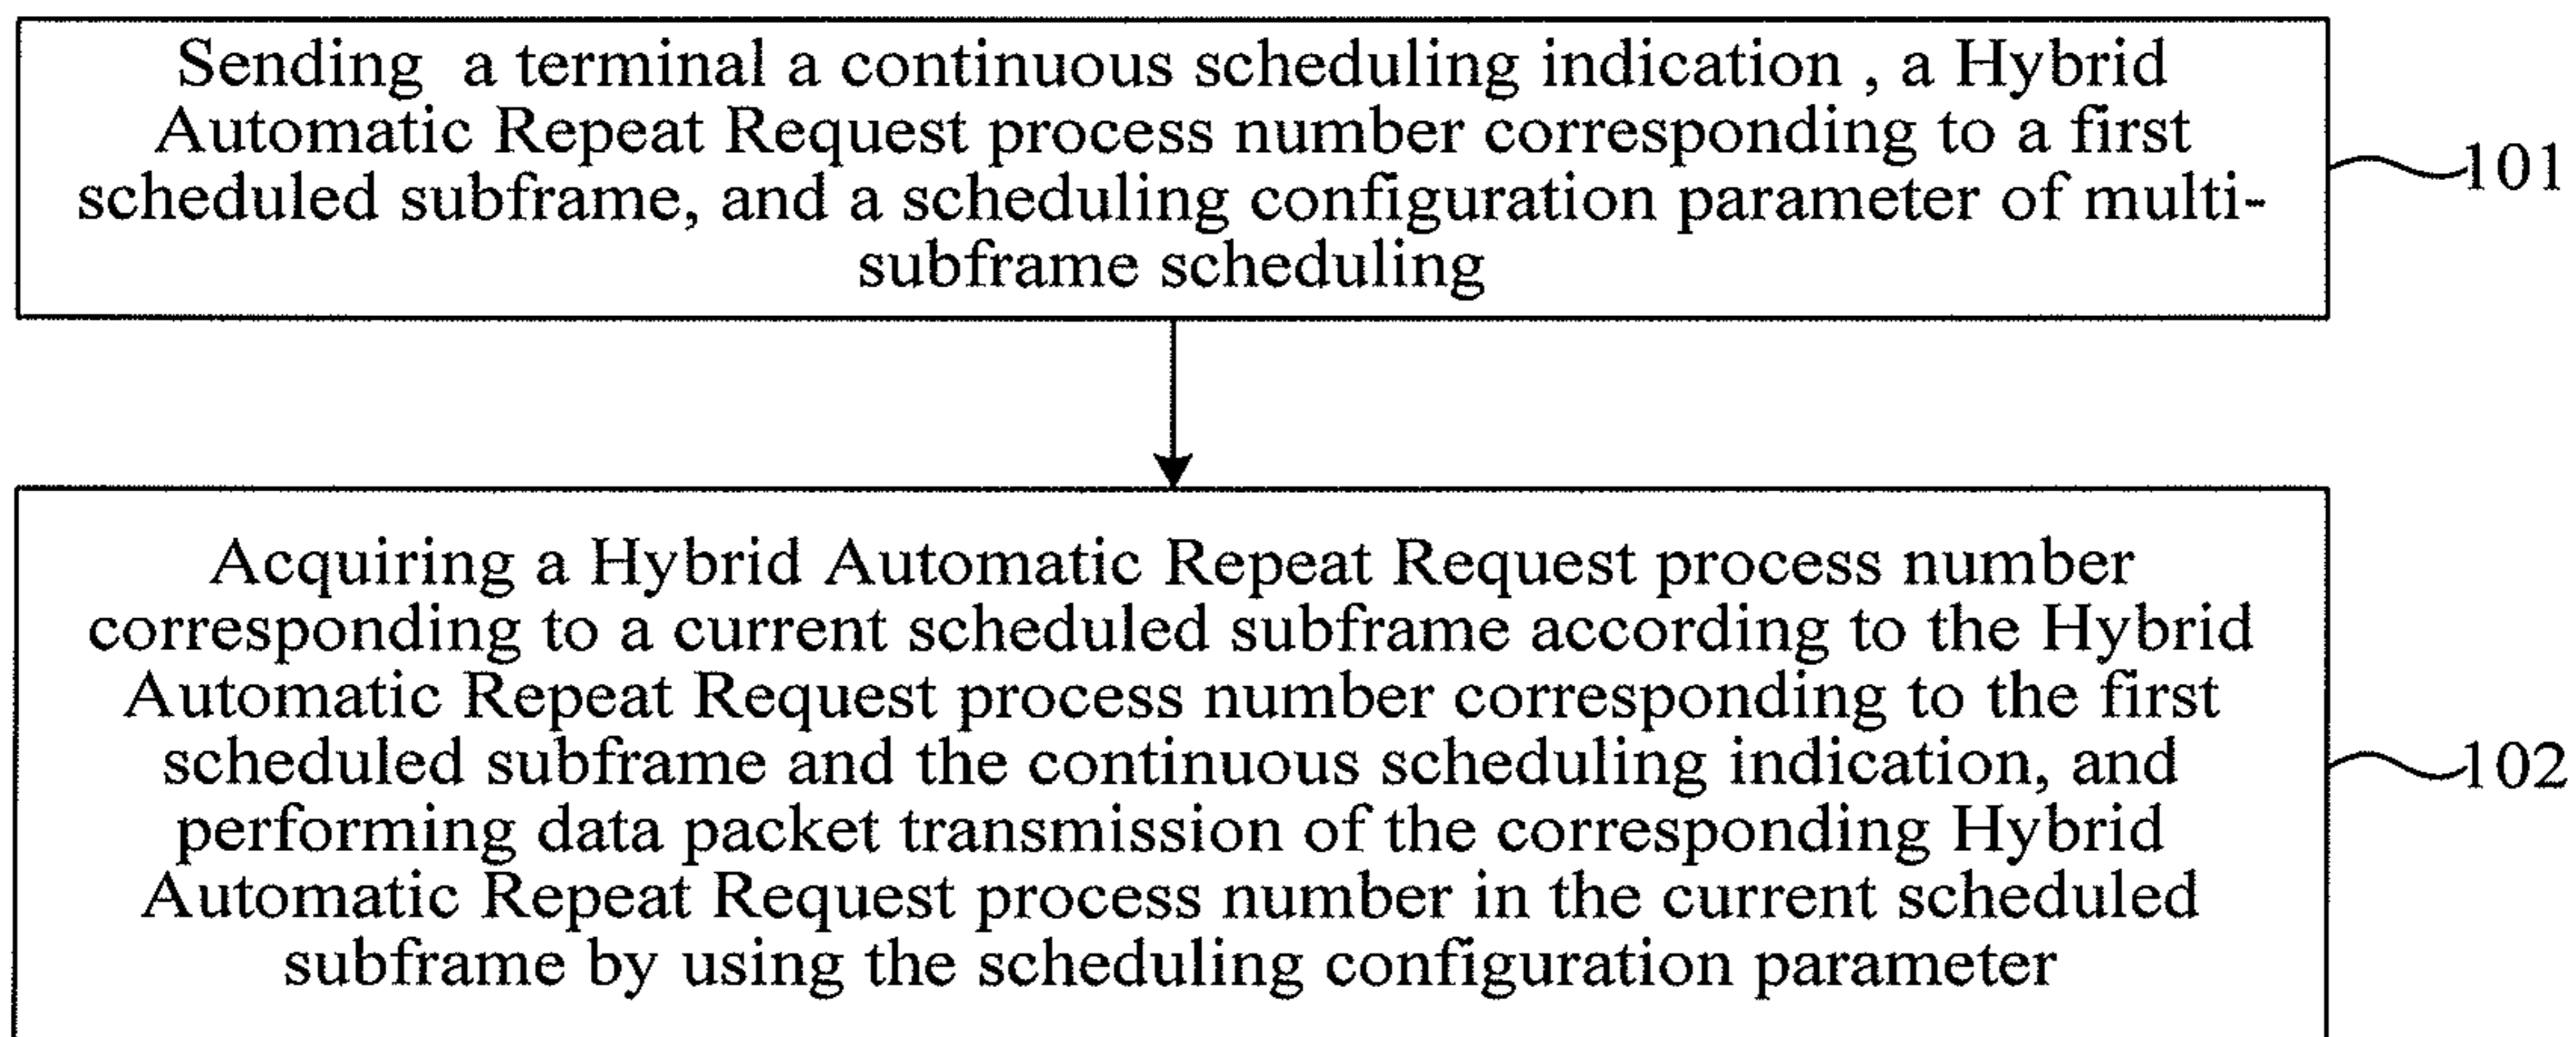 Sending a terminal a continuous scheduling indication , a Hybrid
Automatic Repeat Request process number corresponding to a first
scheduled subframe, and a scheduling configuration parameter of multi-
subframe scheduling
101
Acquiring a Hybrid Automatic Repeat Request process number
corresponding to a current scheduled subframe according to the Hybrid
Automatic Repeat Request process number corresponding to the first
scheduled subframe and the continuous scheduling indication, and
performing data packet transmission of the corresponding Hybrid
Automatic Repeat Request process number in the current scheduled
subframe by using the scheduling configuration parameter
102